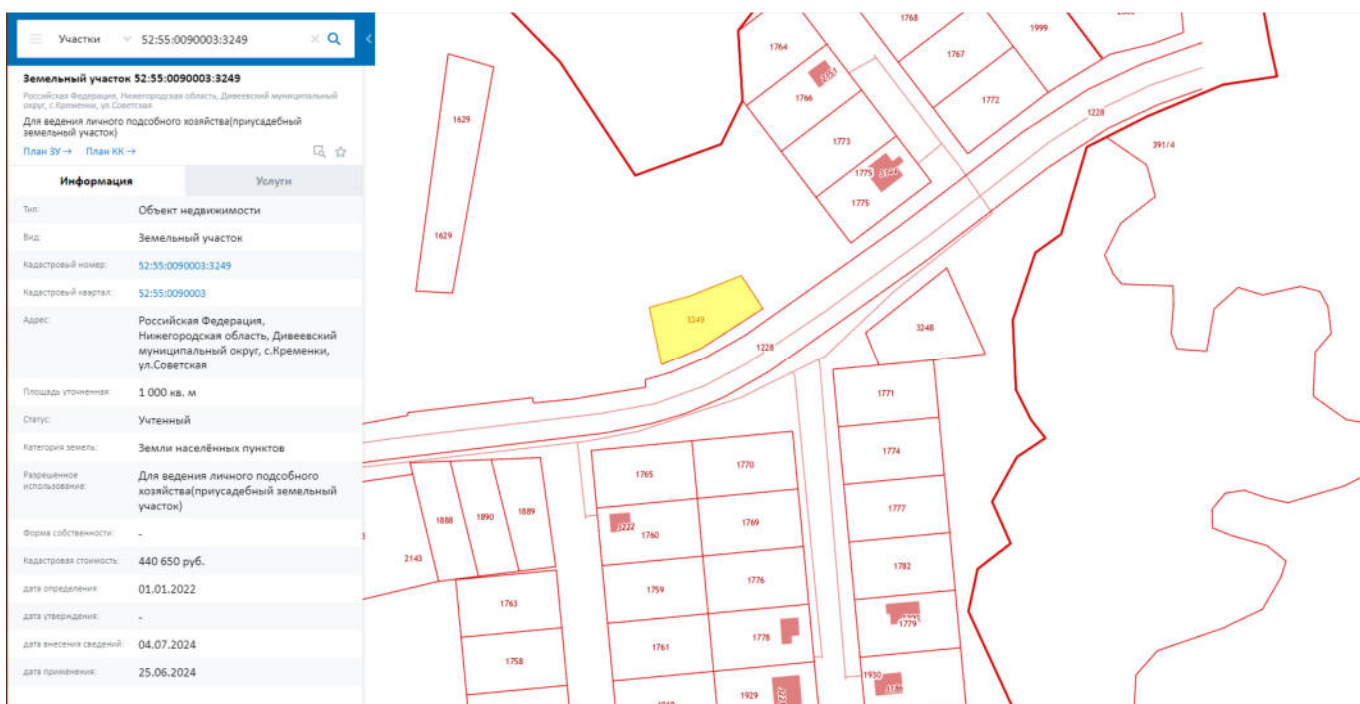 Участки 52:55:0090003:3249
Земельный участок 52:55:0090003:3249
Российская Федерация, Нижегородская область, Дивеевский муниципальный
округ, с.Кременки, ул.Советская
Для ведения личного подсобного хозяйства(приусадебный
земельный участок)
План ЗУ → План КК →
Информация Услуги
Тип: Объект недвижимости
Вид: Земельный участок
Кадастровый номер: 52:55:0090003:3249
Кадастровый квартал: 52:55:0090003
Адрес: Российская Федерация,
Нижегородская область, Дивеевский
муниципальный округ, с.Кременки,
ул.Советская
Площадь уточненная: 1 000 кв. м
Статус: Учтенный
Категория земель: Земли населённых пунктов
Разрешенное
использование: Для ведения личного подсобного
хозяйства(приусадебный земельный
участок)
Форма собственности: -
Кадастровая стоимость: 440 650 руб.
дата определения: 01.01.2022
дата утверждения: -
дата внесения сведений: 04.07.2024
дата применения: 25.06.2024
1768
1764
1767
1999
1766
1772
1629
1228
1773
391/4
1775
1775
1629
3249
3248
1228
1771
1765
1770
1774
1888
1890
1889
1760
1769
1777
2143
1759
1776
1782
1763
1761
1778
1779
1758
1930
3186
1929